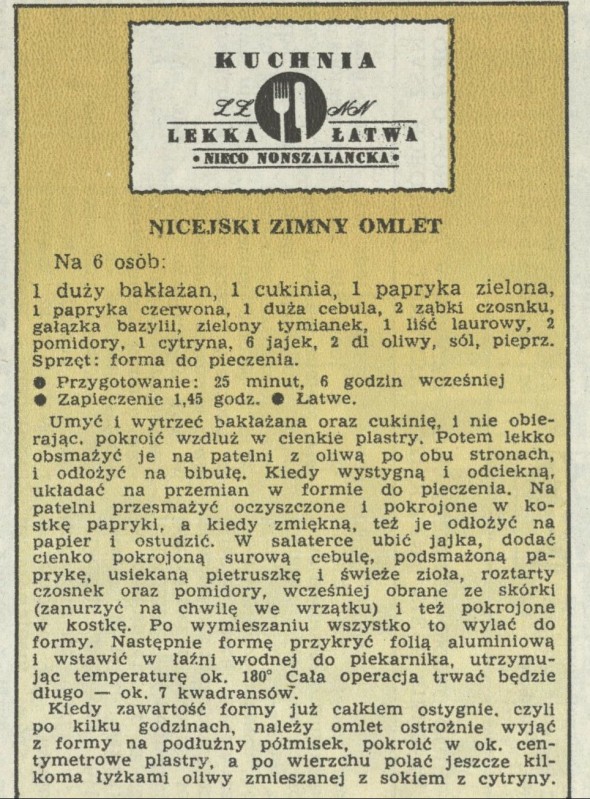 KUCHNIA
LŻ NN
LEKKA ŁATWA
• NIECO NONSZALANCKA •
NICEJSKI ZIMNY OMLET
Na 6 osób:
1 duży bakłażan, 1 cukinia, 1 papryka zielona,
1 papryka czerwona, 1 duża cebula, 2 ząbki czosnku,
gałązka bazylii, zielony tymianek, 1 liść laurowy, 2
pomidory, 1 cytryna, 6 jajek, 2 dl oliwy, sól, pieprz.
Sprzęt: forma do pieczenia.
● Przygotowanie: 25 minut, 6 godzin wcześniej
● Zapieczenie 1,45 godz. ● Łatwe.
Umyć i wytrzeć bakłażana oraz cukinię, i nie obie-
rając, pokroić wzdłuż w cienkie plastry. Potem lekko
obsmażyć je na patelni z oliwą po obu stronach,
i odłożyć na bibułę. Kiedy wystygną i odciekną,
układać na przemian w formie do pieczenia. Na
patelni przesmażyć oczyszczone i pokrojone w ko-
stkę papryki, a kiedy zmiękną, też je odłożyć na
papier i ostudzić. W salaterce ubić jajka, dodać
cienko pokrojoną surową cebulę, podsmażoną pa-
prykę, usiekaną pietruszkę i świeże zioła, roztarty
czosnek oraz pomidory, wcześniej obrane ze skórki
(zanurzyć na chwilę we wrzątku) i też pokrojone
w kostkę. Po wymieszaniu wszystko to wylać do
formy. Następnie formę przykryć folią aluminiową
i wstawić w łaźni wodnej do piekarnika, utrzymu-
jąc temperaturę ok. 180° Cała operacja trwać będzie
długo — ok. 7 kwadransów.
Kiedy zawartość formy już całkiem ostygnie, czyli
po kilku godzinach, należy omlet ostrożnie wyjąć
z formy na podłużny półmisek, pokroić w ok. cen-
tymetrowe plastry, a po wierzchu polać jeszcze kil-
koma łyżkami oliwy zmieszanej z sokiem z cytryny.